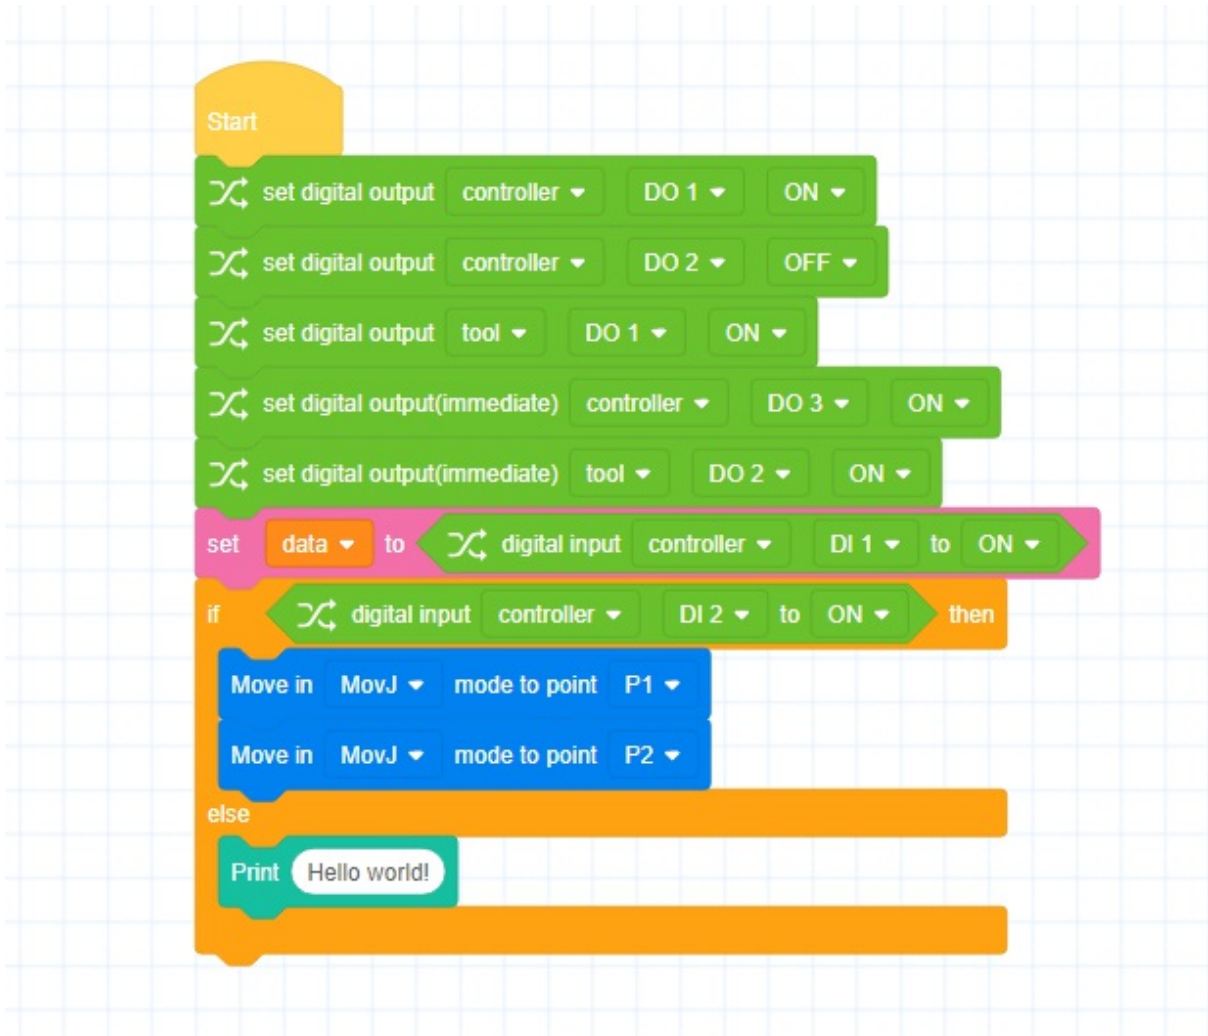 Start
set digital output controller DO 1 ON
set digital output controller DO 2 OFF
set digital output tool DO 1 ON
set digital output(immediate) controller DO 3 ON
set digital output(immediate) tool DO 2 ON
set data to digital input controller DI 1 to ON
if digital input controller DI 2 to ON then
Move in MovJ mode to point P1
Move in MovJ mode to point P2
else
Print Hello world!